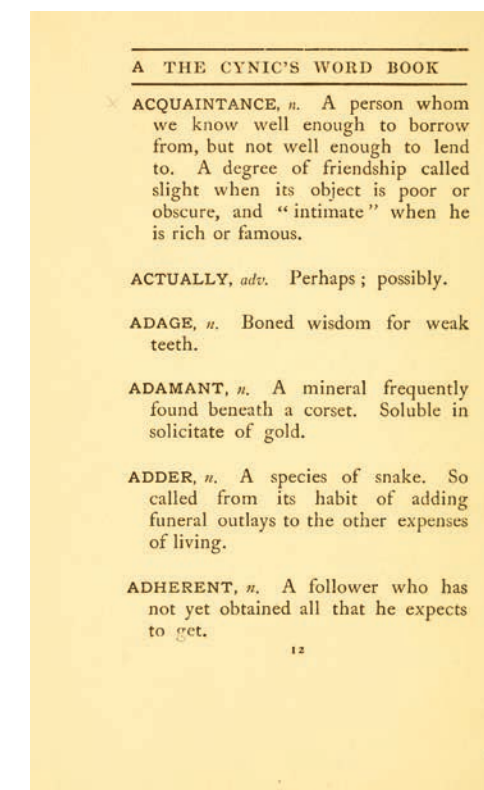 A THE CYNIC'S WORD BOOK
ACQUAINTANCE, n. A person whom
we know well enough to borrow
from, but not well enough to lend
to. A degree of friendship called
slight when its object is poor or
obscure, and “ intimate ” when he
is rich or famous.
ACTUALLY, adv. Perhaps ; possibly.
ADAGE, n. Boned wisdom for weak
teeth.
ADAMANT, n. A mineral frequently
found beneath a corset. Soluble in
solicitate of gold.
ADDER, n. A species of snake. So
called from its habit of adding
funeral outlays to the other expenses
of living.
ADHERENT, n. A follower who has
not yet obtained all that he expects
to get.
12